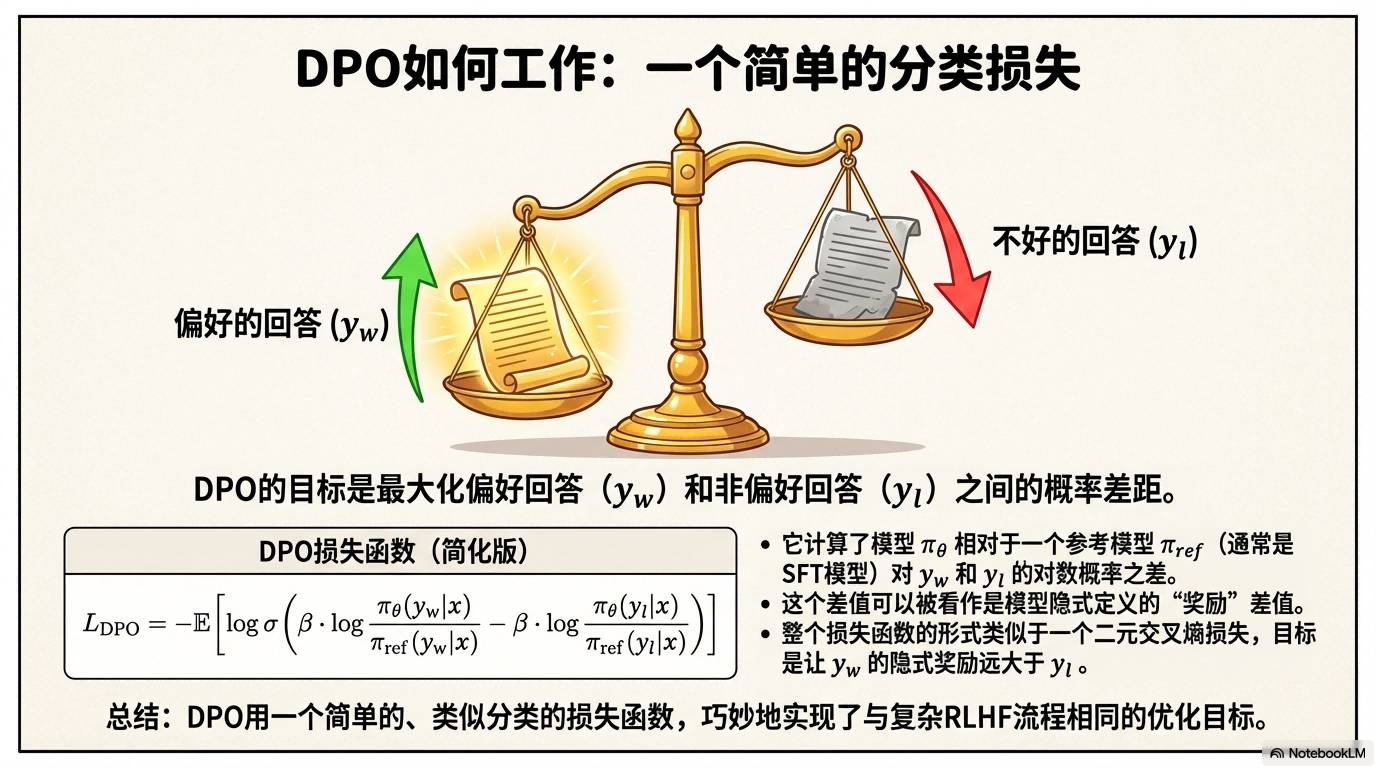 DPO如何工作：一个简单的分类损失
不好的回答 (y_l)
偏好的回答 (y_w)
DPO的目标是最大化偏好回答（y_w）和非偏好回答（y_l）之间的概率差距。
DPO损失函数（简化版）
L_DPO = −𝔼[log σ(β · log π_θ(y_w|x) / π_ref(y_w|x) − β · log π_θ(y_l|x) / π_ref(y_l|x))]
• 它计算了模型 π_θ 相对于一个参考模型 π_ref（通常是
SFT模型）对 y_w 和 y_l 的对数概率之差。
• 这个差值可以被看作是模型隐式定义的“奖励”差值。
• 整个损失函数的形式类似于一个二元交叉熵损失，目标
是让 y_w 的隐式奖励远大于 y_l 。
总结：DPO用一个简单的、类似分类的损失函数，巧妙地实现了与复杂RLHF流程相同的优化目标。
NotebookLM